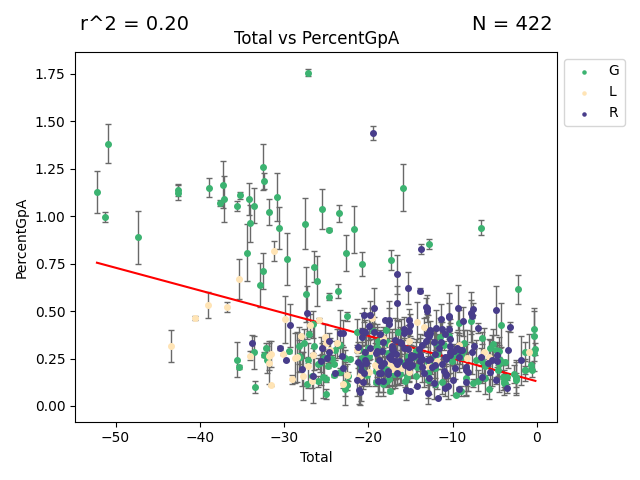 r^2 = 0.20
N = 422
Total vs PercentGpA
G
L
R
PercentGpA
1.75
1.50
1.25
1.00
0.75
0.50
0.25
0.00
−50
−40
−30
−20
−10
0
Total